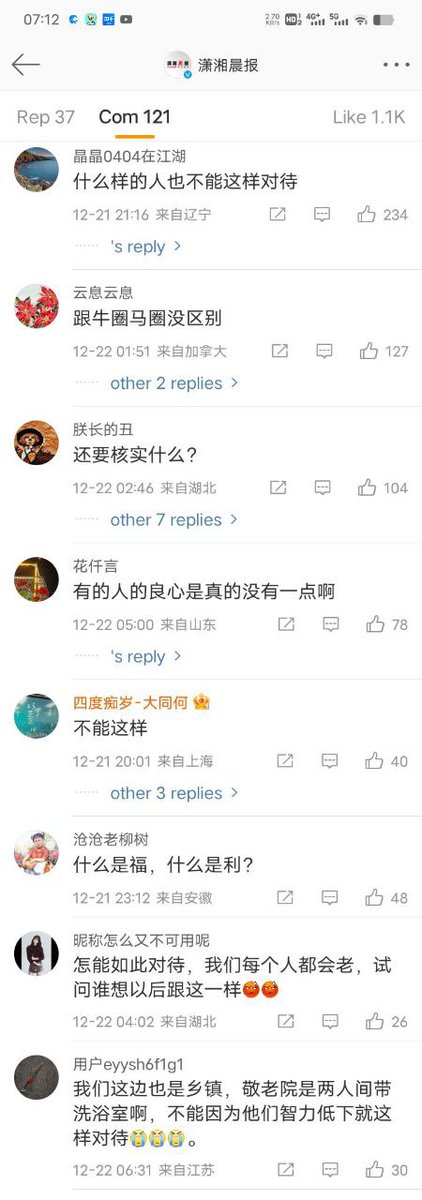 07:12
2.70
KB/s
HD 2
4G
5G
潇湘晨报
Rep 37
Com 121
Like 1.1K
晶晶0404在江湖
什么样的人也不能这样对待
12-21 21:16 来自辽宁
234
······ 's reply >
云息云息
跟牛圈马圈没区别
12-22 01:51 来自加拿大
127
······ other 2 replies >
朕长的丑
还要核实什么？
12-22 02:46 来自湖北
104
······ other 7 replies >
花仟言
有的人的良心是真的没有一点啊
12-22 05:00 来自山东
78
······ 's reply >
四度痴岁-大同何
不能这样
12-21 20:01 来自上海
40
······ other 3 replies >
沧沧老柳树
什么是福，什么是利？
12-21 23:12 来自安徽
48
昵称怎么又不可用呢
怎能如此对待，我们每个人都会老，试
问谁想以后跟这一样😡😡
12-22 04:02 来自湖北
26
用户eyysh6f1g1
我们这边也是乡镇，敬老院是两人间带
洗浴室啊，不能因为他们智力低下就这
样对待😭😭😭。
12-22 06:31 来自江苏
30